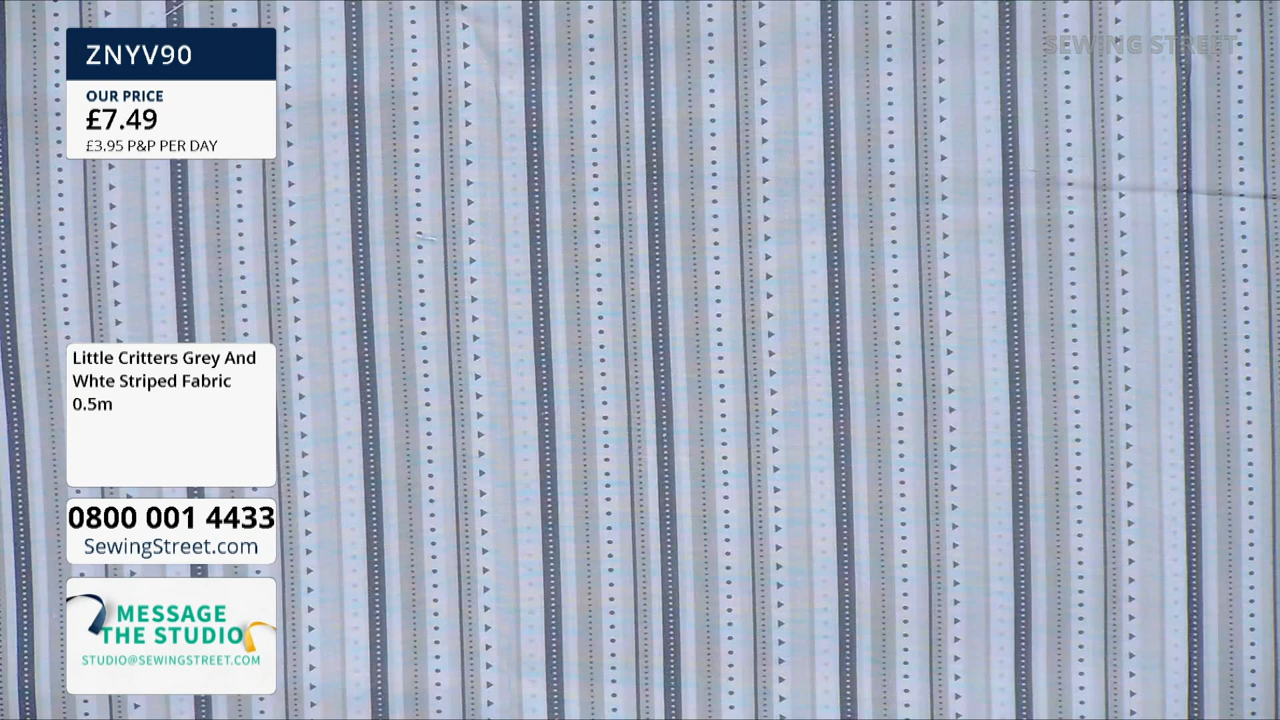 ZNYV90
OUR PRICE
£7.49
£3.95 P&P PER DAY
SEWING STREET
Little Critters Grey And
Whte Striped Fabric
0.5m
0800 001 4433
SewingStreet.com
MESSAGE
THE STUDIO
STUDIO@SEWINGSTREET.COM